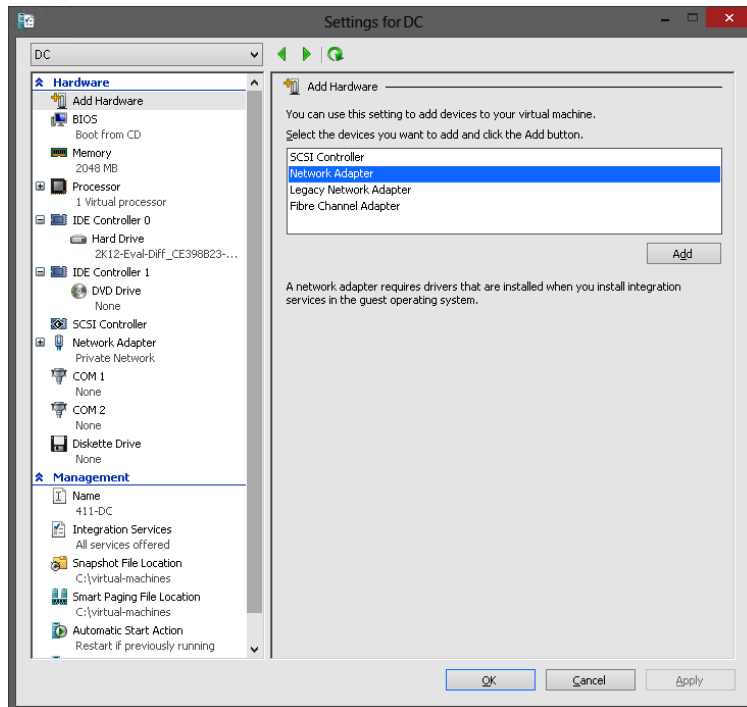 Settings for DC
DC
Hardware
Add Hardware
BIOS
Boot from CD
Memory
2048 MB
Processor
1 Virtual processor
IDE Controller 0
Hard Drive
2K12-Eval-Diff_CE398B23-...
IDE Controller 1
DVD Drive
None
SCSI Controller
Network Adapter
Private Network
COM 1
None
COM 2
None
Diskette Drive
None
Management
Name
411-DC
Integration Services
All services offered
Snapshot File Location
C:\virtual-machines
Smart Paging File Location
C:\virtual-machines
Automatic Start Action
Restart if previously running
Add Hardware
You can use this setting to add devices to your virtual machine.
Select the devices you want to add and click the Add button.
SCSI Controller
Network Adapter
Legacy Network Adapter
Fibre Channel Adapter
Add
A network adapter requires drivers that are installed when you install integration
services in the guest operating system.
OK
Cancel
Apply